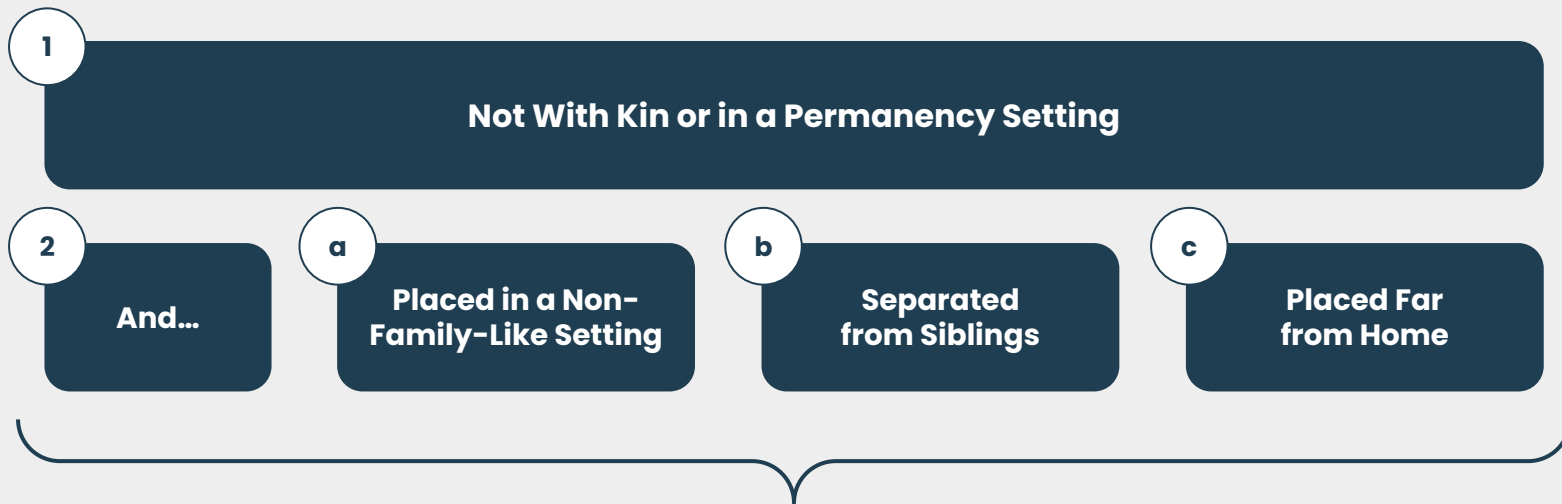 1
Not With Kin or in a Permanency Setting
2
And...
a
Placed in a Non-
Family-Like Setting
b
Separated
from Siblings
c
Placed Far
from Home